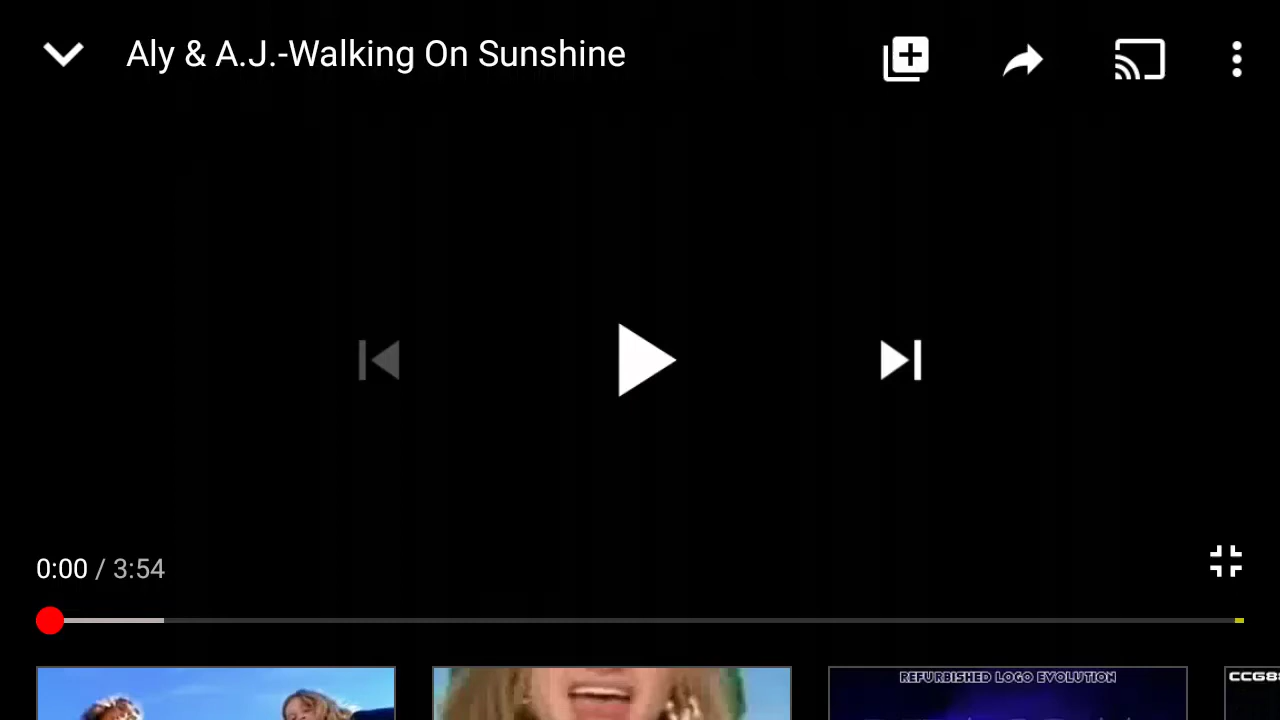 Aly & A.J.-Walking On Sunshine
0:00 / 3:54
REFURBISHED LOGO EVOLUTION